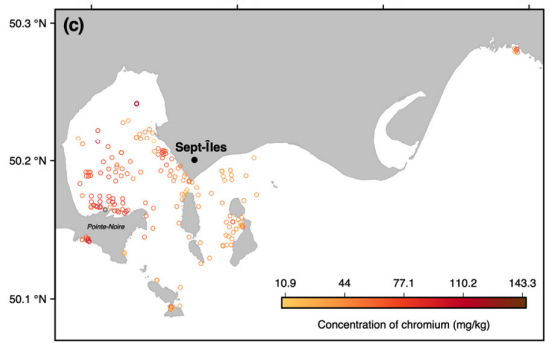 50.3 °N
(c)
Sept-Îles
50.2 °N
Pointe-Noire
50.1 °N
10.9 44 77.1 110.2 143.3
Concentration of chromium (mg/kg)